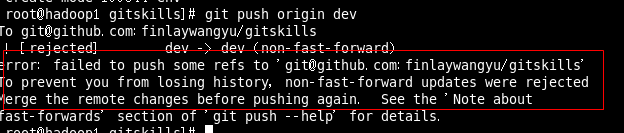 root@hadoop1 gitskills]# git push origin dev
To git@github.com:finlaywangyu/gitskills
! [rejected]        dev -> dev (non-fast-forward)
error: failed to push some refs to 'git@github.com:finlaywangyu/gitskills'
To prevent you from losing history, non-fast-forward updates were rejected
Merge the remote changes before pushing again.  See the 'Note about
fast-forwards' section of 'git push --help' for details.
root@hadoop1 gitskills]#